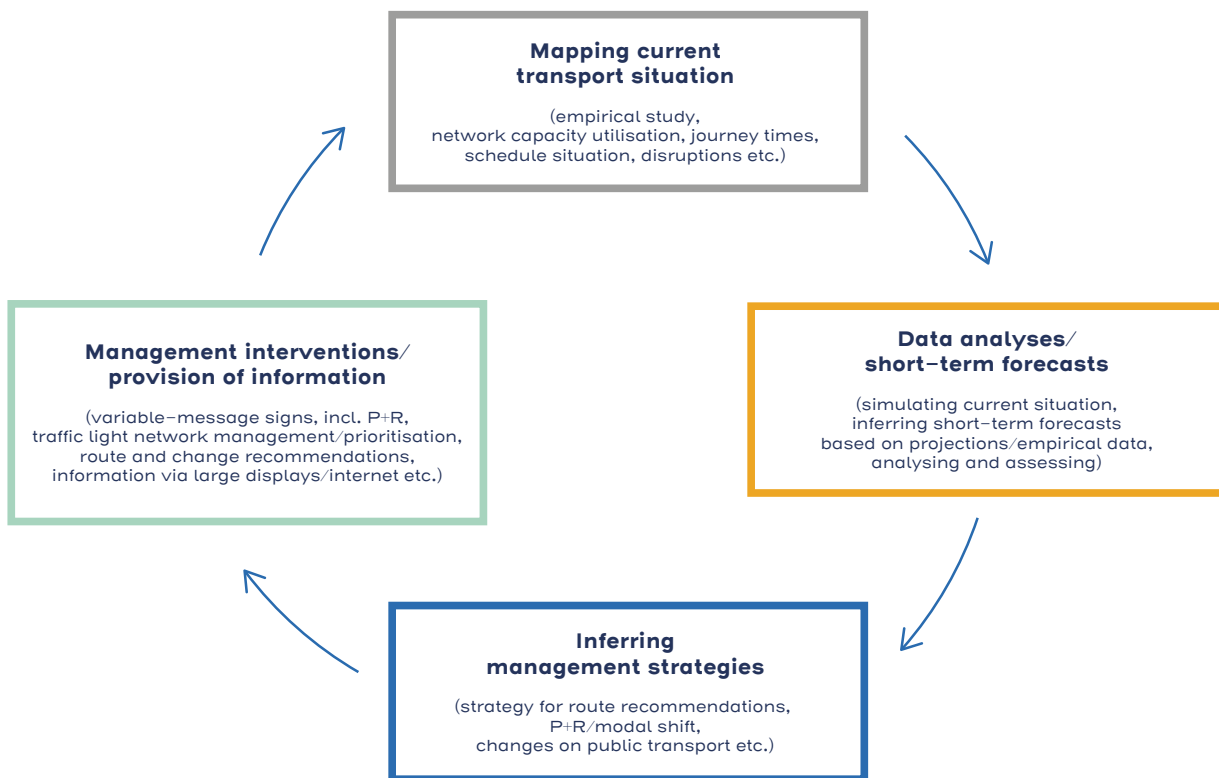 Mapping current
transport situation
(empirical study,
network capacity utilisation, journey times,
schedule situation, disruptions etc.)
Data analyses/
short-term forecasts
(simulating current situation,
inferring short-term forecasts
based on projections/empirical data,
analysing and assessing)
Inferring
management strategies
(strategy for route recommendations,
P+R/modal shift,
changes on public transport etc.)
Management interventions/
provision of information
(variable-message signs, incl. P+R,
traffic light network management/prioritisation,
route and change recommendations,
information via large displays/internet etc.)